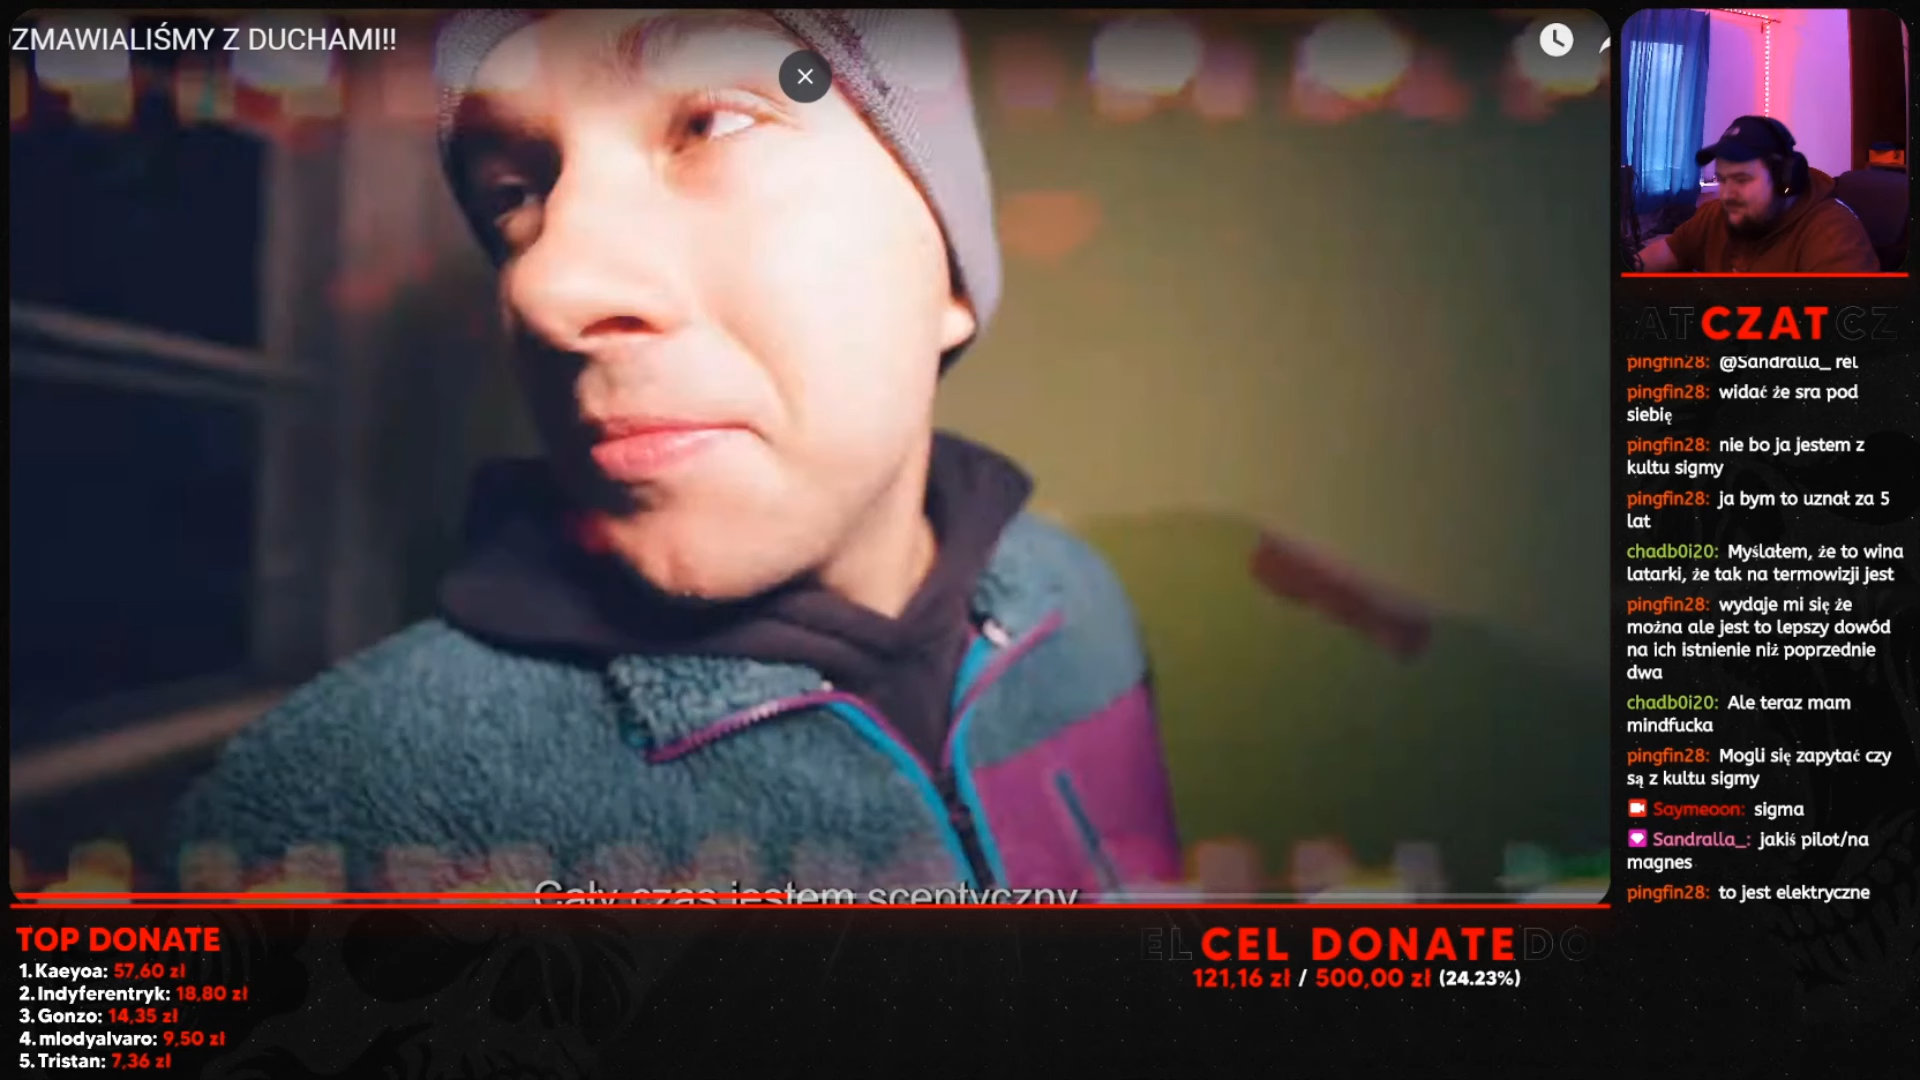 ZMAWIALIŚMY Z DUCHAMI!!
Cały czas jestem sceptyczny
CZAT
pingfin28: @Sandralla_ rel
pingfin28: widać że sra pod
siebię
pingfin28: nie bo ja jestem z
kultu sigmy
pingfin28: ja bym to uznał za 5
lat
chadb0i20: Myślałem, że to wina
latarki, że tak na termowizji jest
pingfin28: wydaje mi się że
można ale jest to lepszy dowód
na ich istnienie niż poprzednie
dwa
chadb0i20: Ale teraz mam
mindfucka
pingfin28: Mogli się zapytać czy
są z kultu sigmy
Saymeoon: sigma
Sandralla_: jakiś pilot/na
magnes
pingfin28: to jest elektryczne
TOP DONATE
1. Kaeyoa: 57,60 zł
2. Indyferentryk: 18,80 zł
3. Gonzo: 14,35 zł
4. mlodyalvaro: 9,50 zł
5. Tristan: 7,36 zł
EL CEL DONATE DO
121,16 zł / 500,00 zł (24.23%)